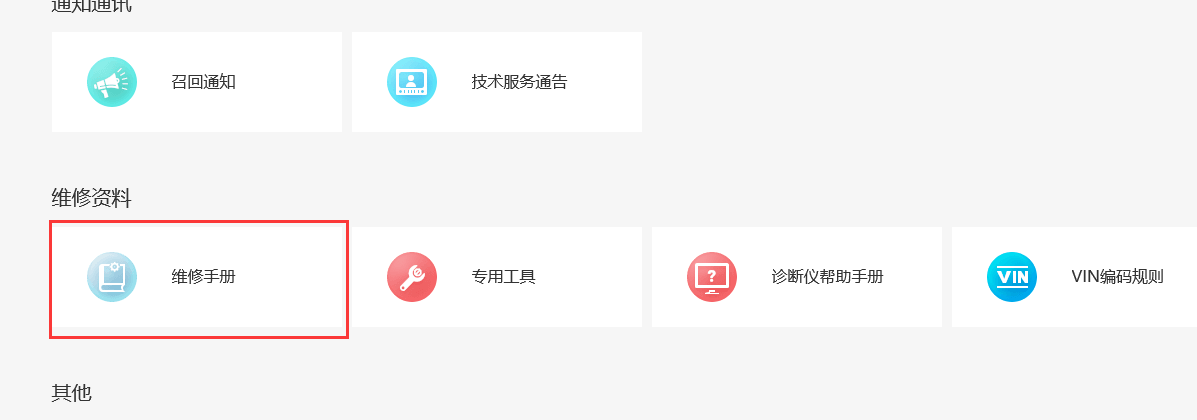 通知通讯
召回通知
技术服务通告
维修资料
维修手册
专用工具
?
诊断仪帮助手册
VIN
VIN编码规则
其他